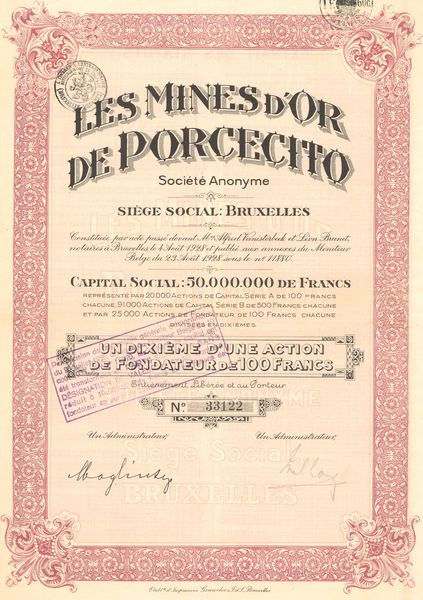 LES MINES D'OR
DE PORCECITO
Société Anonyme
SIÈGE SOCIAL: BRUXELLES
Constituée par acte passé devant Mes Alfred Vanisterbeek et Léon Brunet,
notaires à Bruxelles le 4 Août 1928 et publié aux annexes du Moniteur
Belge du 23 Août 1928 sous le no 11880.
CAPITAL SOCIAL: 50.000.000 DE FRANCS
REPRÉSENTÉ PAR 20.000 ACTIONS DE CAPITAL SÉRIE A DE 100 FRANCS
CHACUNE, 91.000 ACTIONS DE CAPITAL SÉRIE B DE 500 FRANCS CHACUNE
ET PAR 25.000 ACTIONS DE FONDATEUR DE 100 FRANCS CHACUNE
DIVISÉES EN DIXIÈMES.
UN DIXIÈME D'UNE ACTION
DE FONDATEUR DE 100 FRANCS
Entièrement Libérée et au Porteur
No 33122
Un Administrateur, Un Administrateur,
Siège Social
BRUXELLES